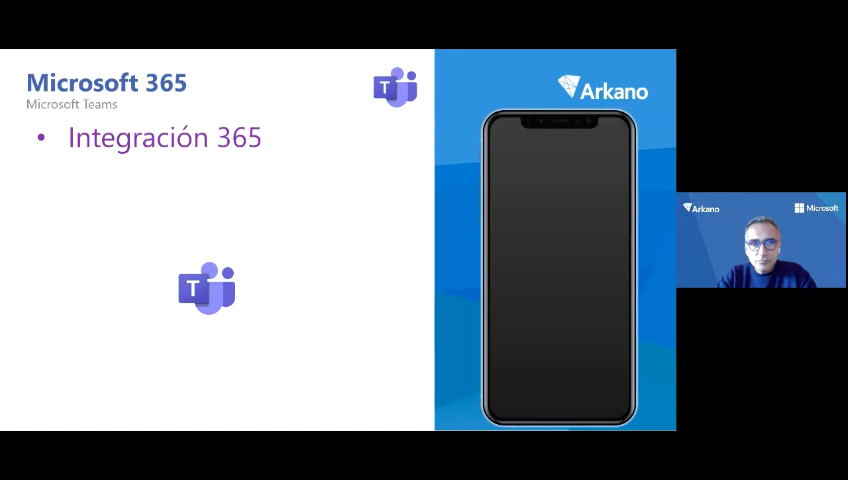 Microsoft 365
Microsoft Teams
• Integración 365
T
T
Arkano
Arkano
Microsoft